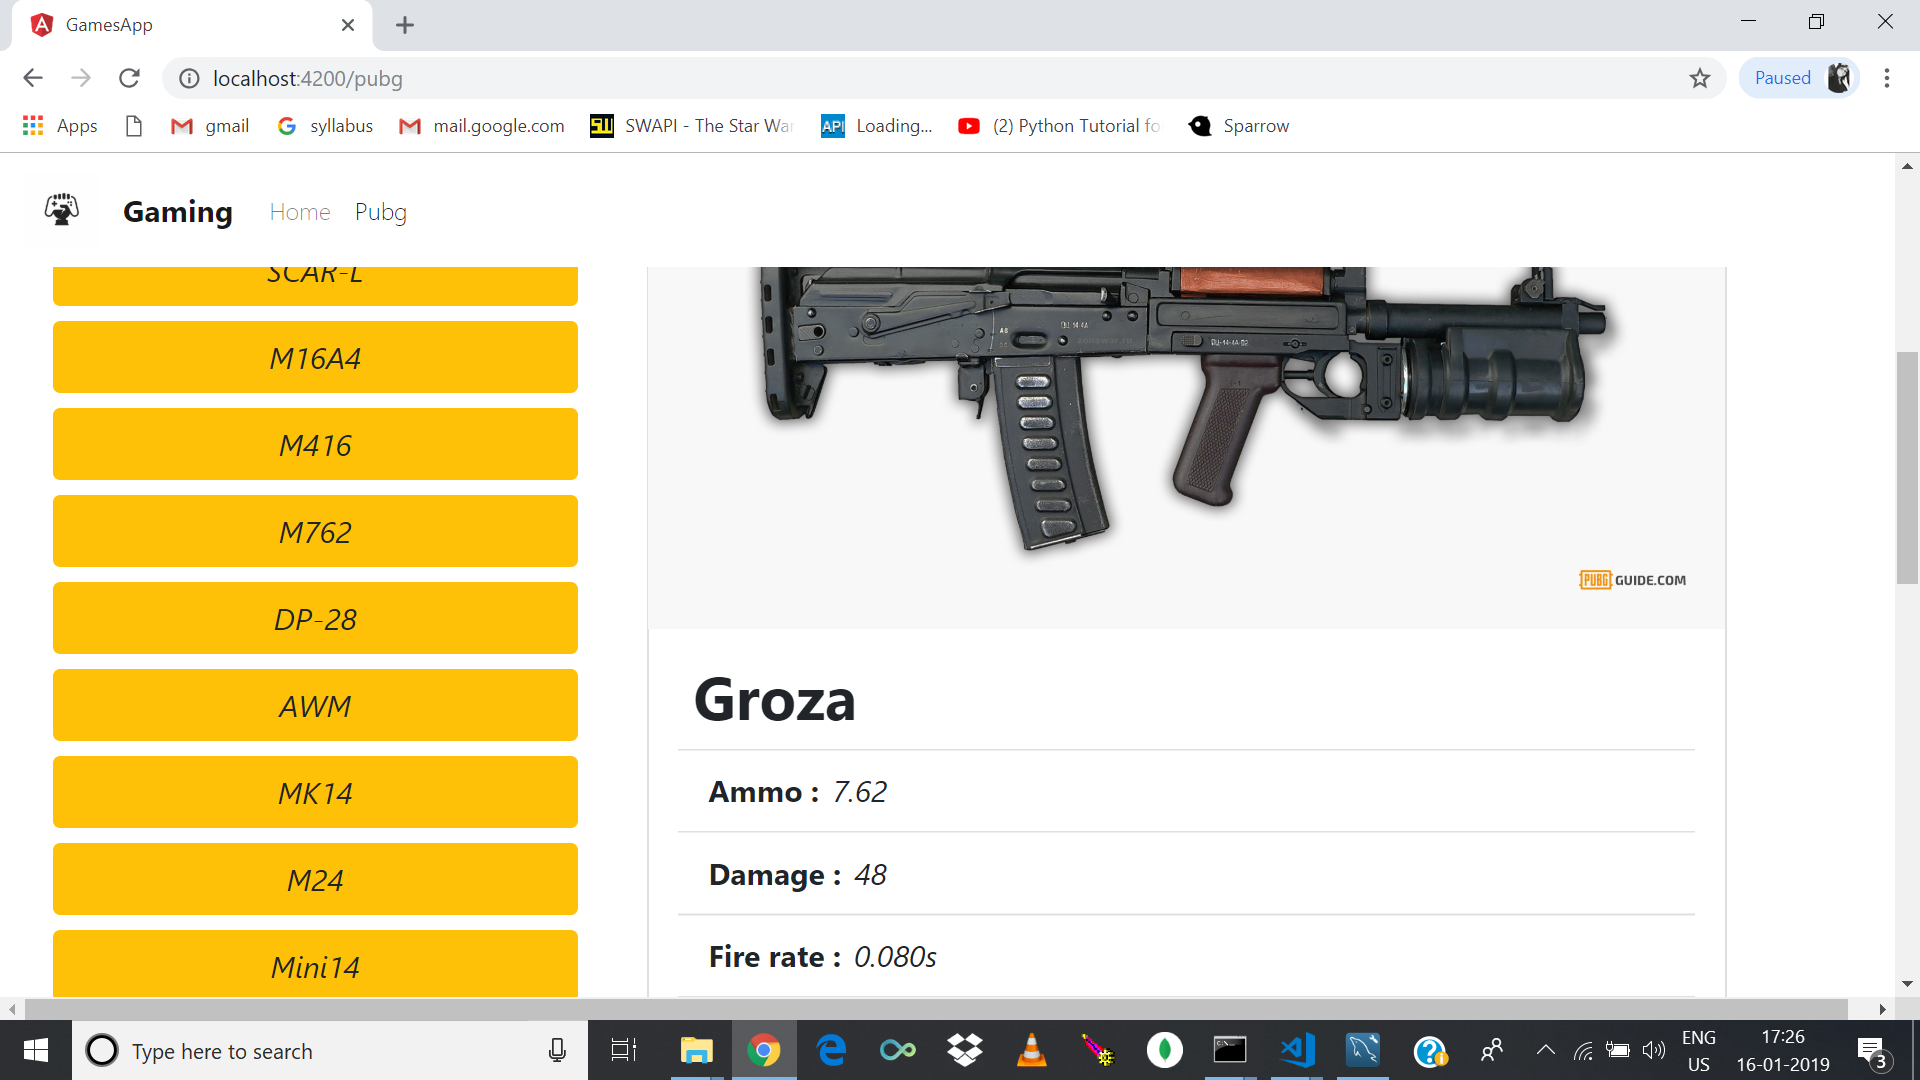 GamesApp
localhost:4200/pubg
Paused
Apps
gmail
syllabus
mail.google.com
SWAPI - The Star Wa
API
Loading...
(2) Python Tutorial fo
Sparrow
Gaming
Home
Pubg
SCAR-L
M16A4
M416
M762
DP-28
AWM
MK14
M24
Mini14
PUBG GUIDE.COM
Groza
Ammo : 7.62
Damage : 48
Fire rate : 0.080s
Type here to search
ENG
US
17:26
16-01-2019
3